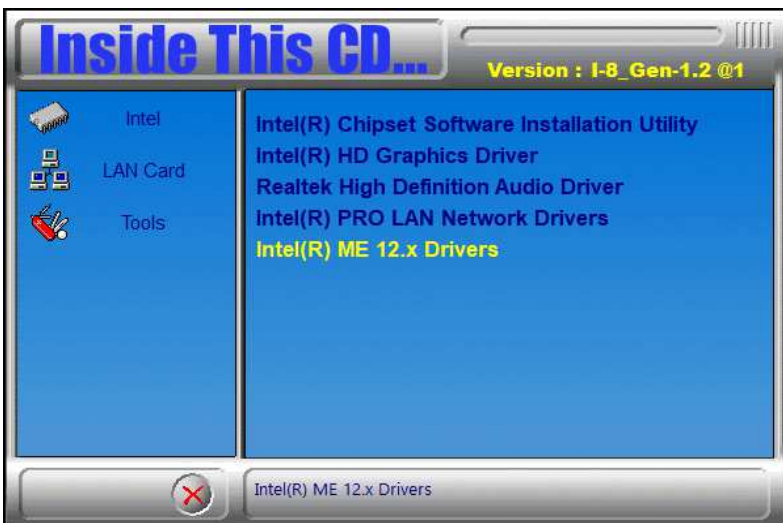 Inside This CD...
Version : I-8_Gen-1.2 @1
Intel
LAN Card
Tools
Intel(R) Chipset Software Installation Utility
Intel(R) HD Graphics Driver
Realtek High Definition Audio Driver
Intel(R) PRO LAN Network Drivers
Intel(R) ME 12.x Drivers
Intel(R) ME 12.x Drivers